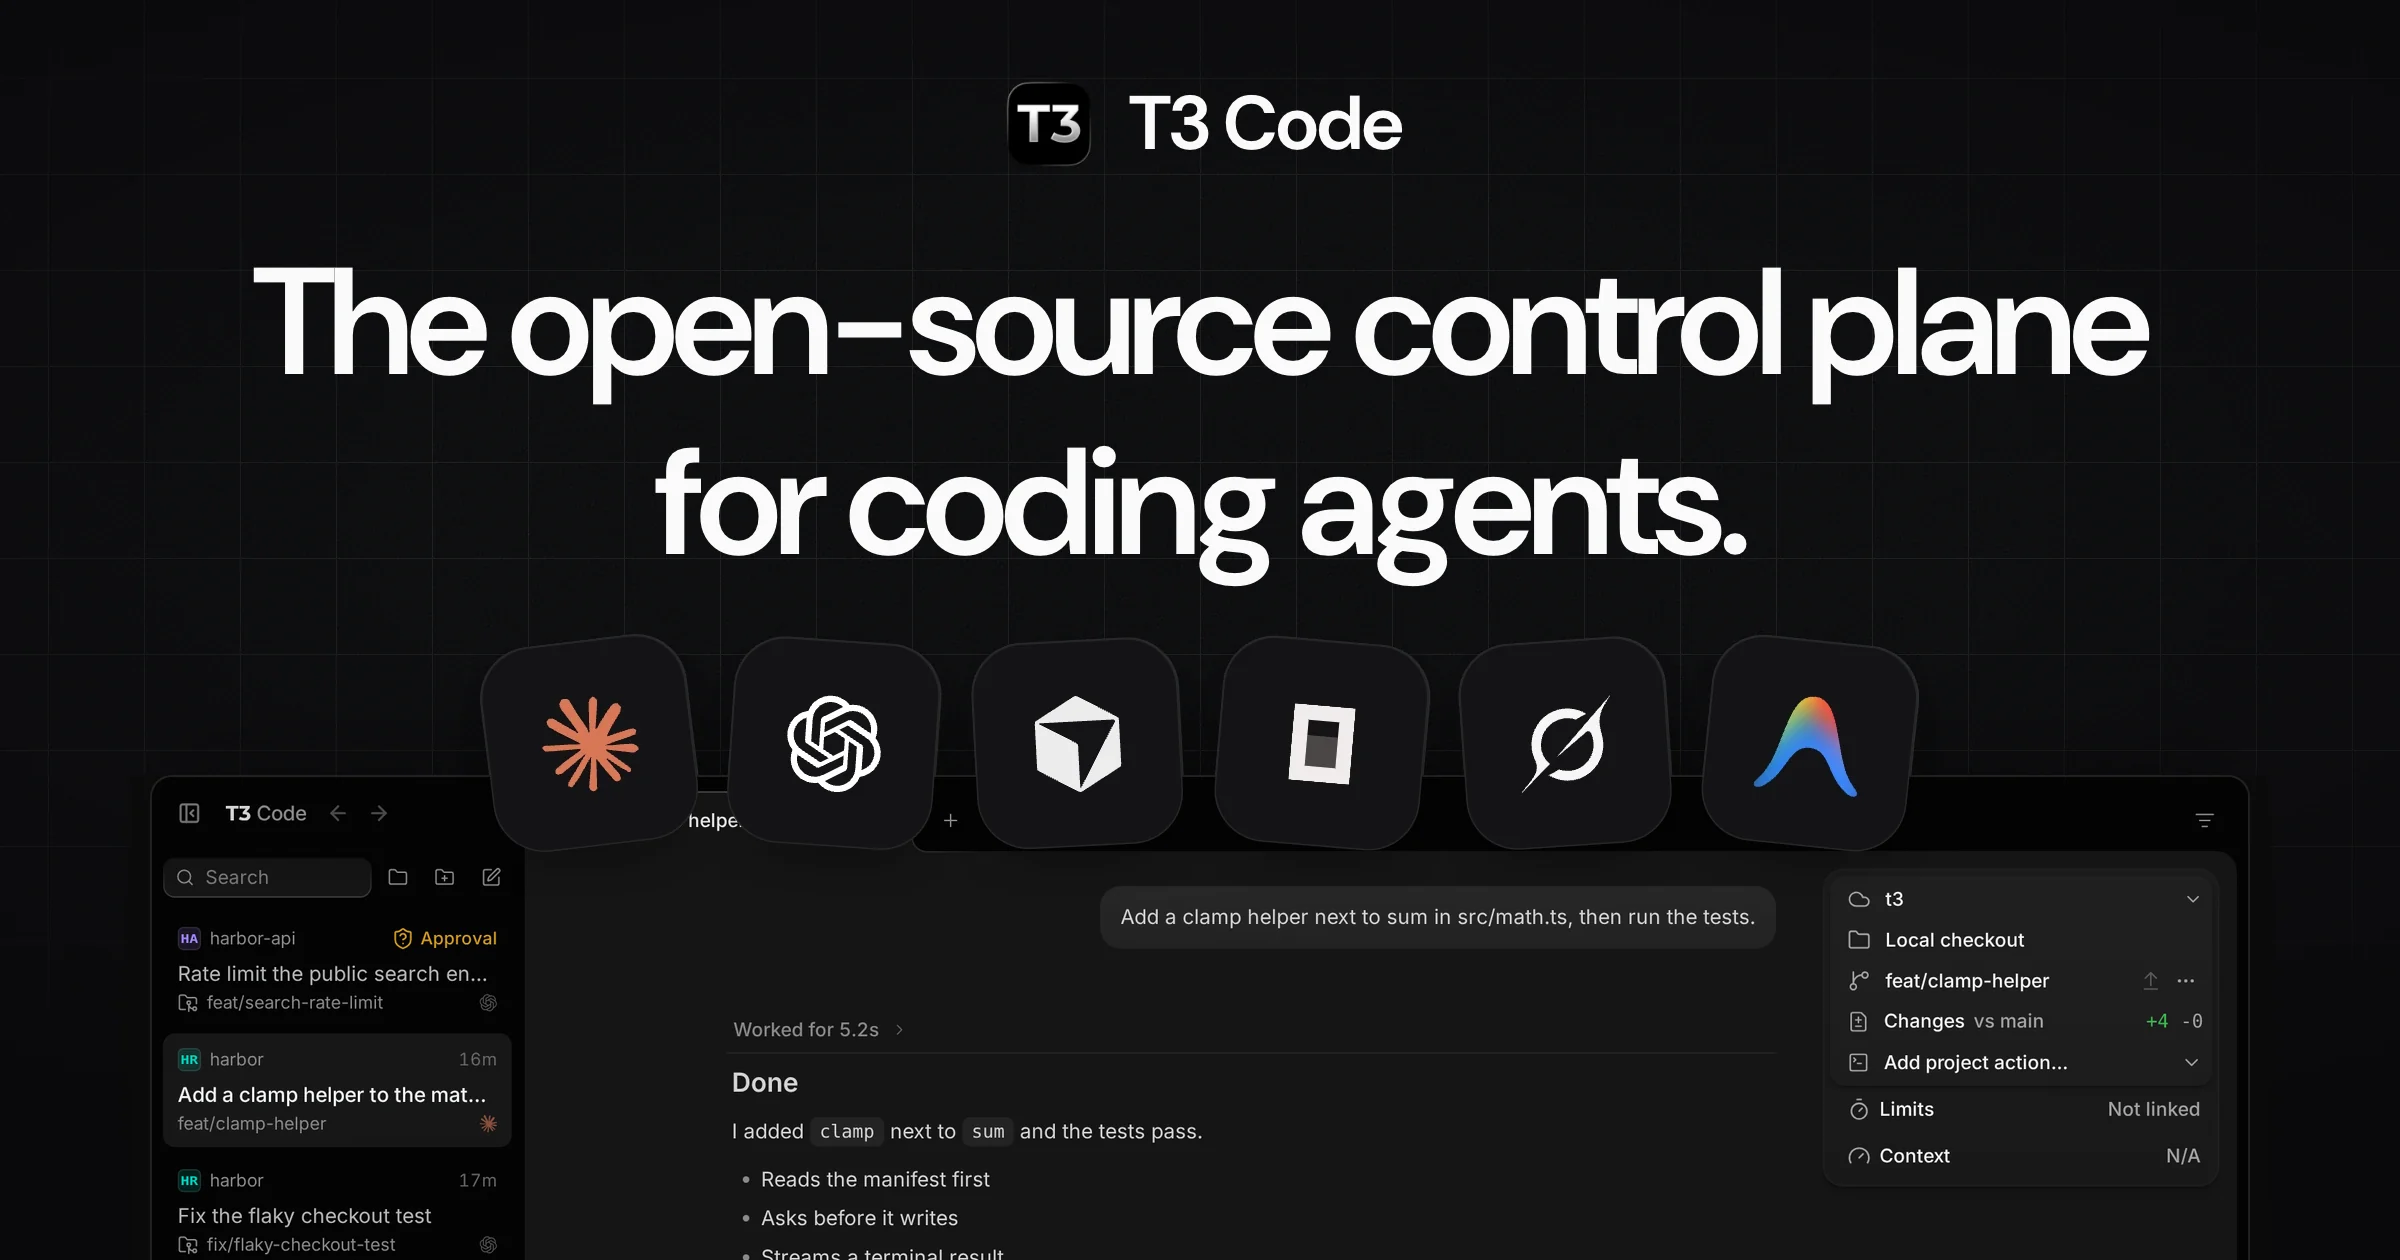 T3 T3 Code
The open-source control plane
for coding agents.
T3 Code
helpe
Search
HA harbor-api Approval
Rate limit the public search en...
feat/search-rate-limit
HR harbor 16m
Add a clamp helper to the mat...
feat/clamp-helper
HR harbor 17m
Fix the flaky checkout test
fix/flaky-checkout-test
Add a clamp helper next to sum in src/math.ts, then run the tests.
Worked for 5.2s
Done
I added clamp next to sum and the tests pass.
• Reads the manifest first
• Asks before it writes
• Streams a terminal result
t3
Local checkout
feat/clamp-helper
Changes vs main +4 -0
Add project action...
Limits Not linked
Context N/A